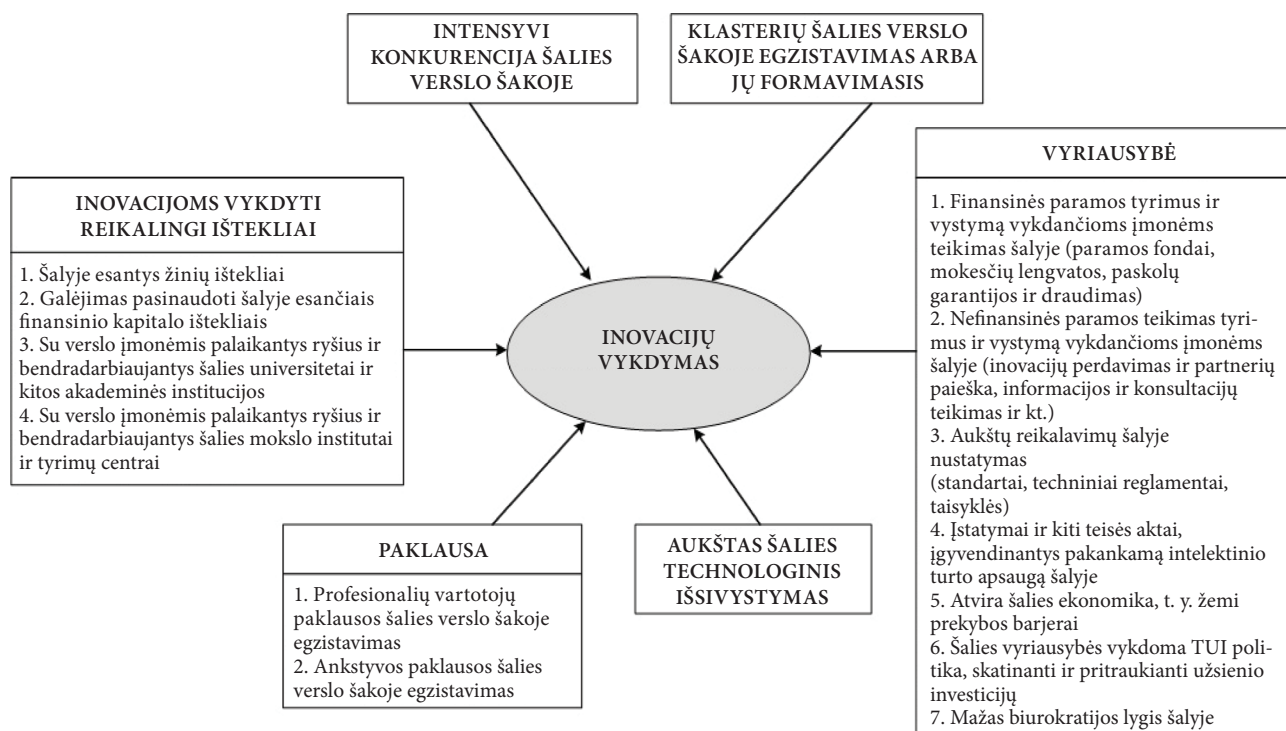 INTENSYVI
KONKURENCIJA ŠALIES
VERSLO ŠAKOJE
KLASTERIŲ ŠALIES VERSLO
ŠAKOJE EGZISTAVIMAS ARBA
JŲ FORMAVIMASIS
INOVACIJOMS VYKDYTI
REIKALINGI IŠTEKLIAI
1. Šalyje esantys žinių ištekliai
2. Galėjimas pasinaudoti šalyje esančiais
finansinio kapitalo ištekliais
3. Su verslo įmonėmis palaikantys ryšius ir
bendradarbiaujantys šalies universitetai ir
kitos akademinės institucijos
4. Su verslo įmonėmis palaikantys ryšius ir
bendradarbiaujantys šalies mokslo institutai
ir tyrimų centrai
INOVACIJŲ
VYKDYMAS
VYRIAUSYBĖ
1. Finansinės paramos tyrimus ir
vystymą vykdančioms įmonėms
teikimas šalyje (paramos fondai,
mokesčių lengvatos, paskolų
garantijos ir draudimas)
2. Nefinansinės paramos teikimas tyri-
mus ir vystymą vykdančioms įmonėms
šalyje (inovacijų perdavimas ir partnerių
paieška, informacijos ir konsultacijų
teikimas ir kt.)
3. Aukštų reikalavimų šalyje
nustatymas
(standartai, techniniai reglamentai,
taisyklės)
4. Įstatymai ir kiti teisės aktai,
įgyvendinantys pakankamą intelektinio
turto apsaugą šalyje
5. Atvira šalies ekonomika, t. y. žemi
prekybos barjerai
6. Šalies vyriausybės vykdoma TUI poli-
tika, skatinanti ir pritraukianti užsienio
investicijų
7. Mažas biurokratijos lygis šalyje
PAKLAUSA
1. Profesionalių vartotojų
paklausos šalies verslo šakoje
egzistavimas
2. Ankstyvos paklausos šalies
verslo šakoje egzistavimas
AUKŠTAS ŠALIES
TECHNOLOGINIS
IŠSIVYSTYMAS